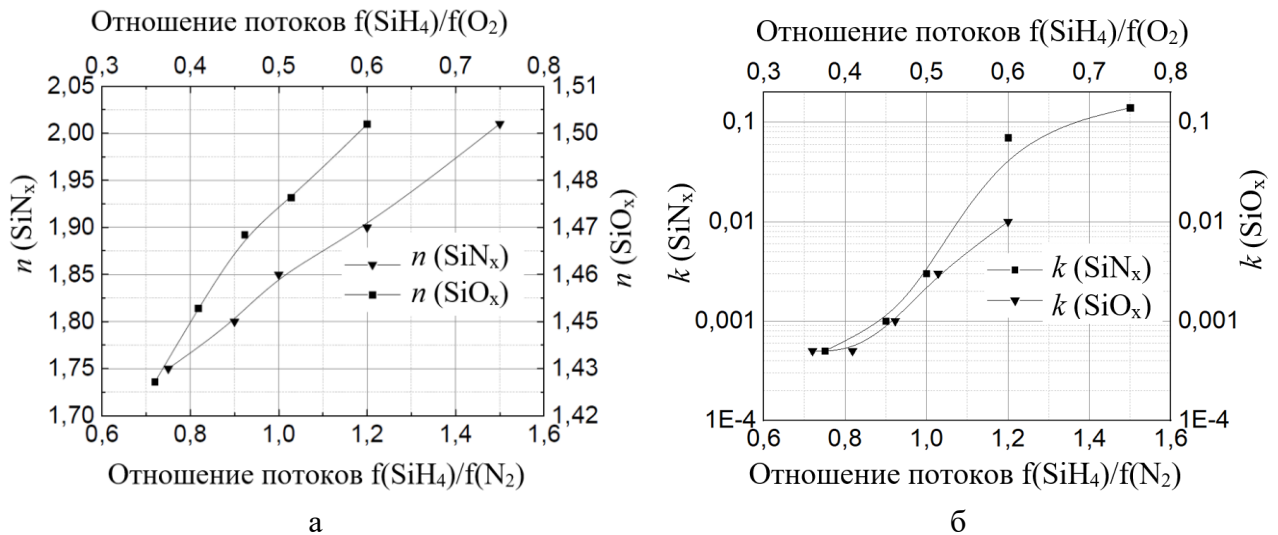 Отношение потоков f(SiH₄)/f(O₂)
0,3 0,4 0,5 0,6 0,7 0,8
2,05
2,00
1,95
1,90
1,85
1,80
1,75
1,70
n (SiNₓ)
1,51
1,50
1,48
1,47
1,46
1,45
1,43
1,42
n (SiOₓ)
n (SiNₓ)
n (SiOₓ)
0,6 0,8 1,0 1,2 1,4 1,6
Отношение потоков f(SiH₄)/f(N₂)
а
Отношение потоков f(SiH₄)/f(O₂)
0,3 0,4 0,5 0,6 0,7 0,8
0,1
0,01
0,001
1E-4
k (SiNₓ)
0,1
0,01
0,001
1E-4
k (SiOₓ)
k (SiNₓ)
k (SiOₓ)
0,6 0,8 1,0 1,2 1,4 1,6
Отношение потоков f(SiH₄)/f(N₂)
б